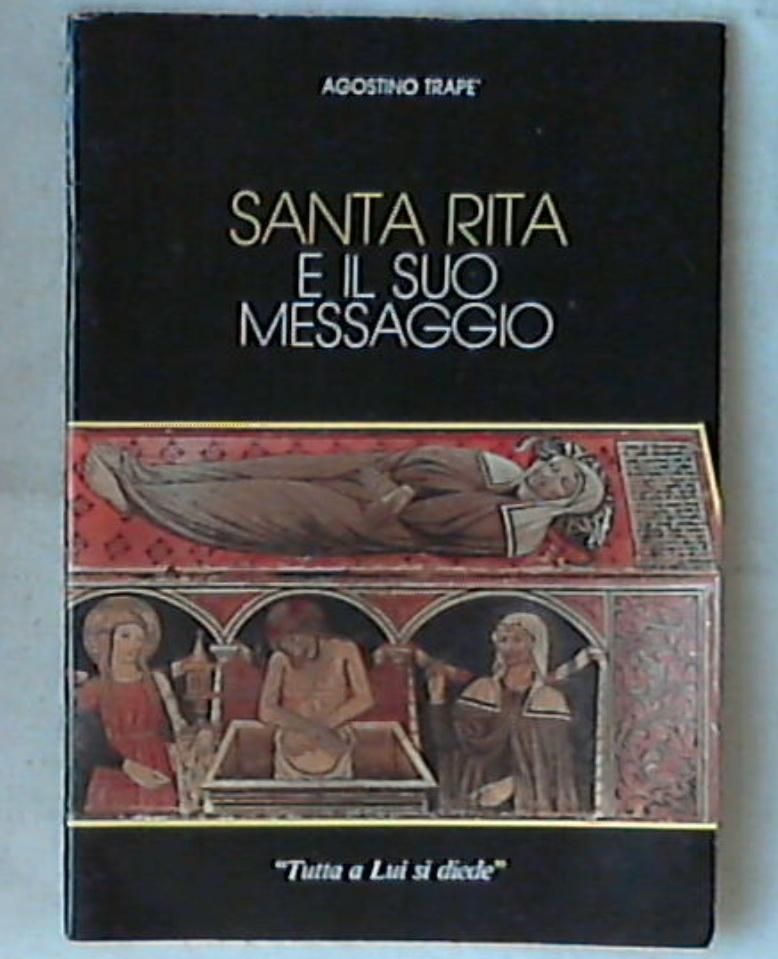 AGOSTINO TRAPE'
SANTA RITA
E IL SUO
MESSAGGIO
"Tutta a Lui si diede"